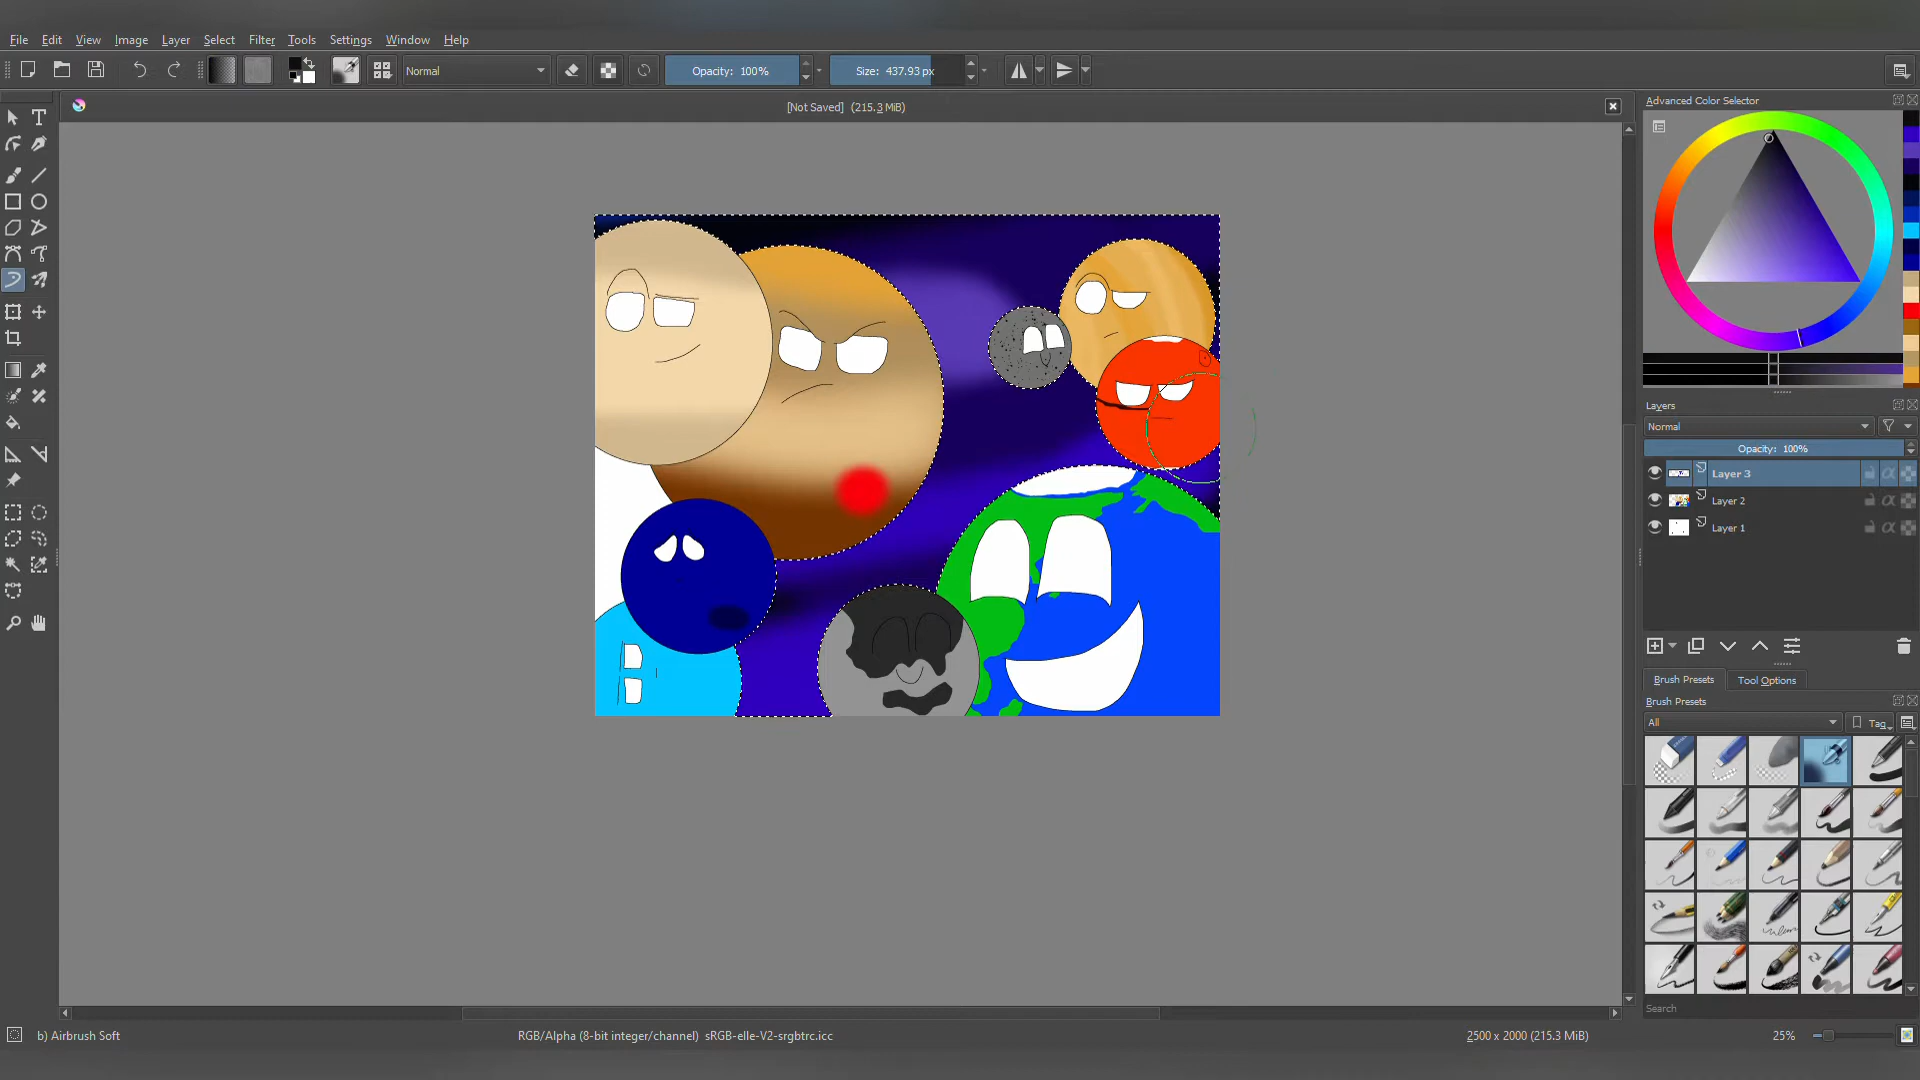 File Edit View Image Layer Select Filter Tools Settings Window Help
Normal Opacity: 100% Size: 437.93 px
[Not Saved] (215.3 MiB)
Advanced Color Selector
Layers
Normal
Opacity: 100%
Layer 3
Layer 2
Layer 1
Brush Presets Tool Options
Brush Presets
All Tag
Search
b) Airbrush Soft RGB/Alpha (8-bit integer/channel) sRGB-elle-V2-srgbtrc.icc 2500 x 2000 (215.3 MiB) 25%